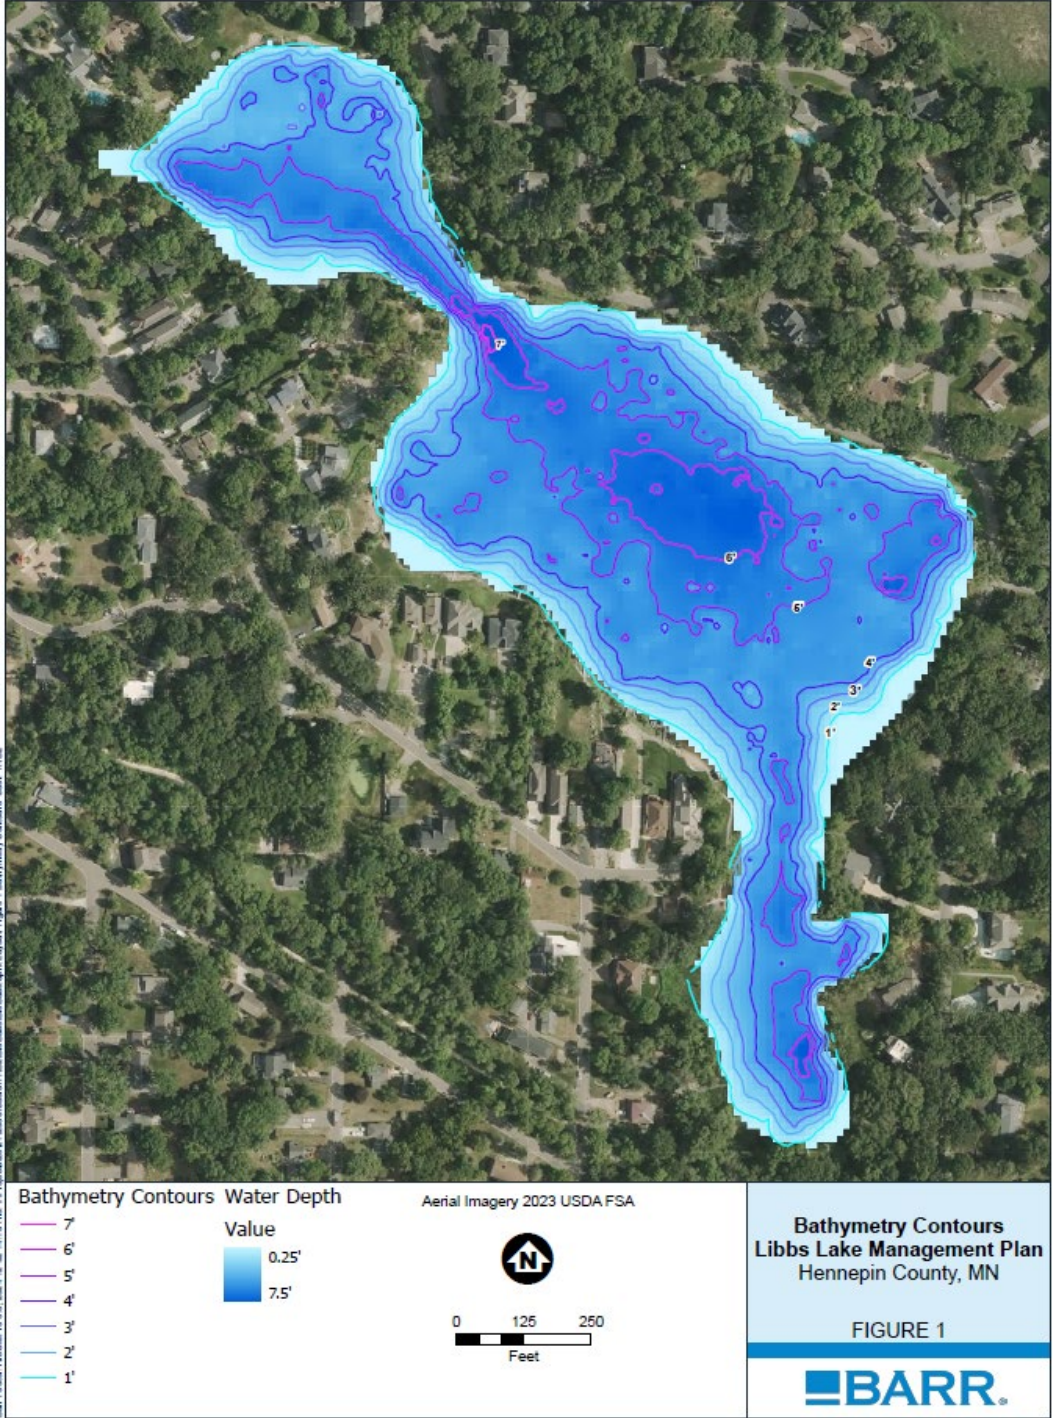 7'
6'
5'
4'
3'
2'
1'
Bathymetry Contours
7'
6'
5'
4'
3'
2'
1'
Water Depth
Value
0.25'
7.5'
Aerial Imagery 2023 USDA FSA
N
0 125 250
Feet
Bathymetry Contours
Libbs Lake Management Plan
Hennepin County, MN
FIGURE 1
BARR